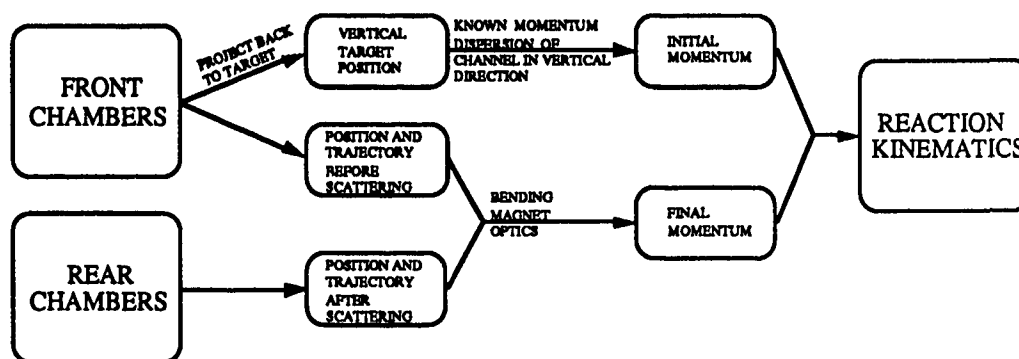 FRONT
CHAMBERS
PROJECT BACK
TO TARGET
VERTICAL
TARGET
POSITION
KNOWN MOMENTUM
DISPERSION OF
CHANNEL IN VERTICAL
DIRECTION
INITIAL
MOMENTUM
POSITION AND
TRAJECTORY
BEFORE
SCATTERING
REACTION
KINEMATICS
BENDING
MAGNET
OPTICS
FINAL
MOMENTUM
REAR
CHAMBERS
POSITION AND
TRAJECTORY
AFTER
SCATTERING